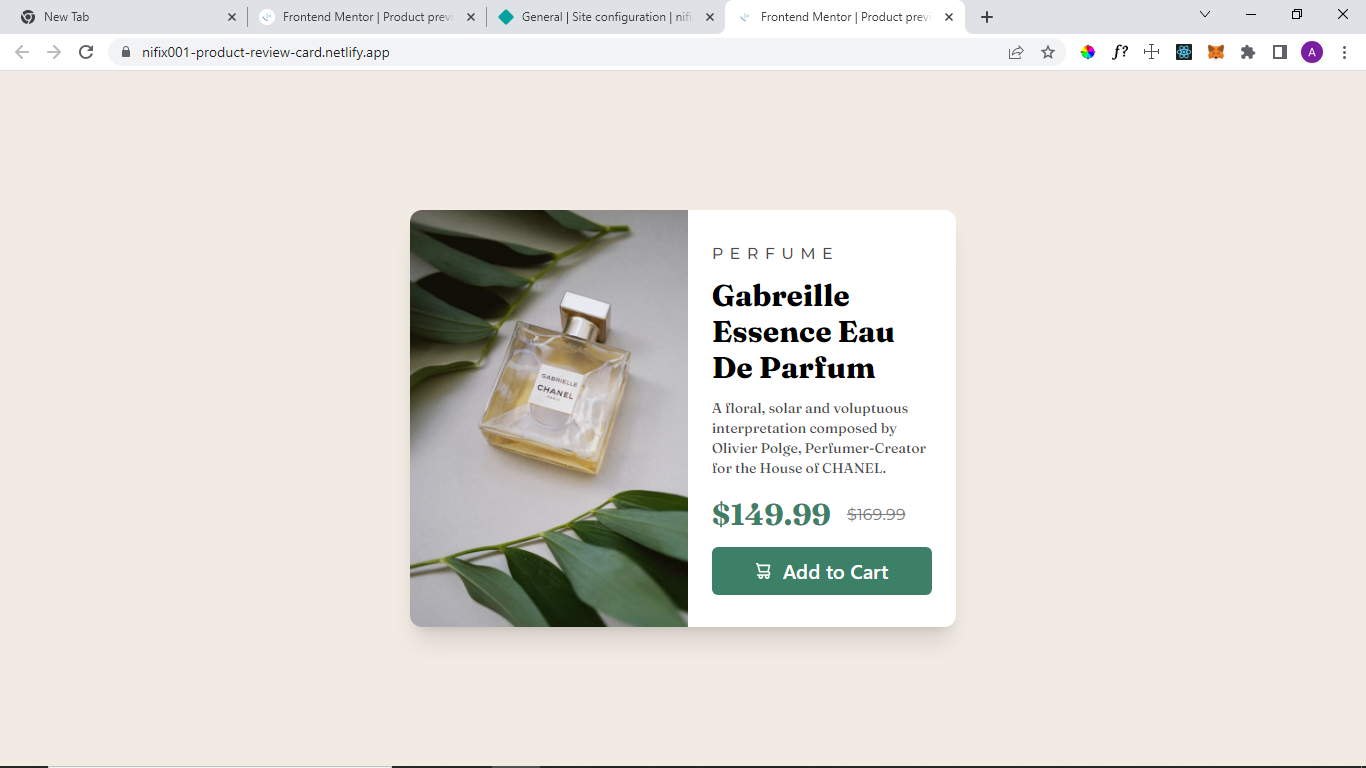 New Tab
Frontend Mentor | Product previ
General | Site configuration | nifi
Frontend Mentor | Product previ
nifix001-product-review-card.netlify.app
f?
A
GABRIELLE
CHANEL
PARIS
PERFUME
Gabreille
Essence Eau
De Parfum
A floral, solar and voluptuous
interpretation composed by
Olivier Polge, Perfumer-Creator
for the House of CHANEL.
$149.99 $169.99
Add to Cart